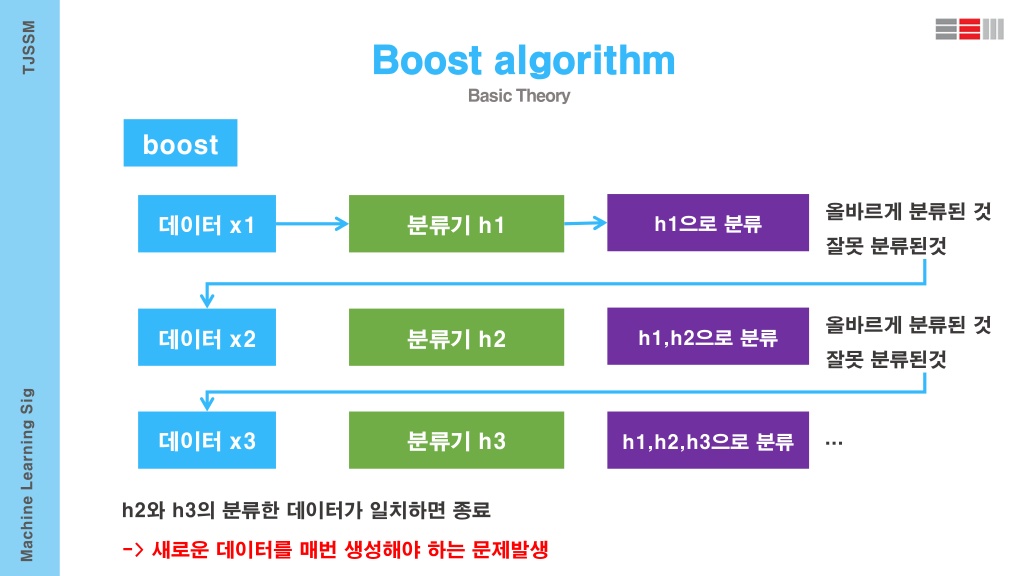 TJSSM
Machine Learning Sig
Boost algorithm
Basic Theory
boost
데이터 x1
분류기 h1
h1으로 분류
올바르게 분류된 것
잘못 분류된것
데이터 x2
분류기 h2
h1,h2으로 분류
올바르게 분류된 것
잘못 분류된것
데이터 x3
분류기 h3
h1,h2,h3으로 분류
...
h2와 h3의 분류한 데이터가 일치하면 종료
-> 새로운 데이터를 매번 생성해야 하는 문제발생